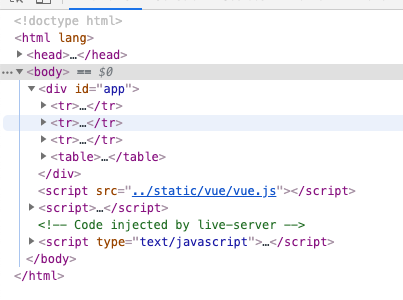 <!doctype html>
<html lang>
<head>…</head>
<body> == $0
<div id="app">
<tr>…</tr>
<tr>…</tr>
<tr>…</tr>
<table>…</table>
</div>
<script src="../static/vue/vue.js"></script>
<script>…</script>
<!-- Code injected by live-server -->
<script type="text/javascript">…</script>
</body>
</html>